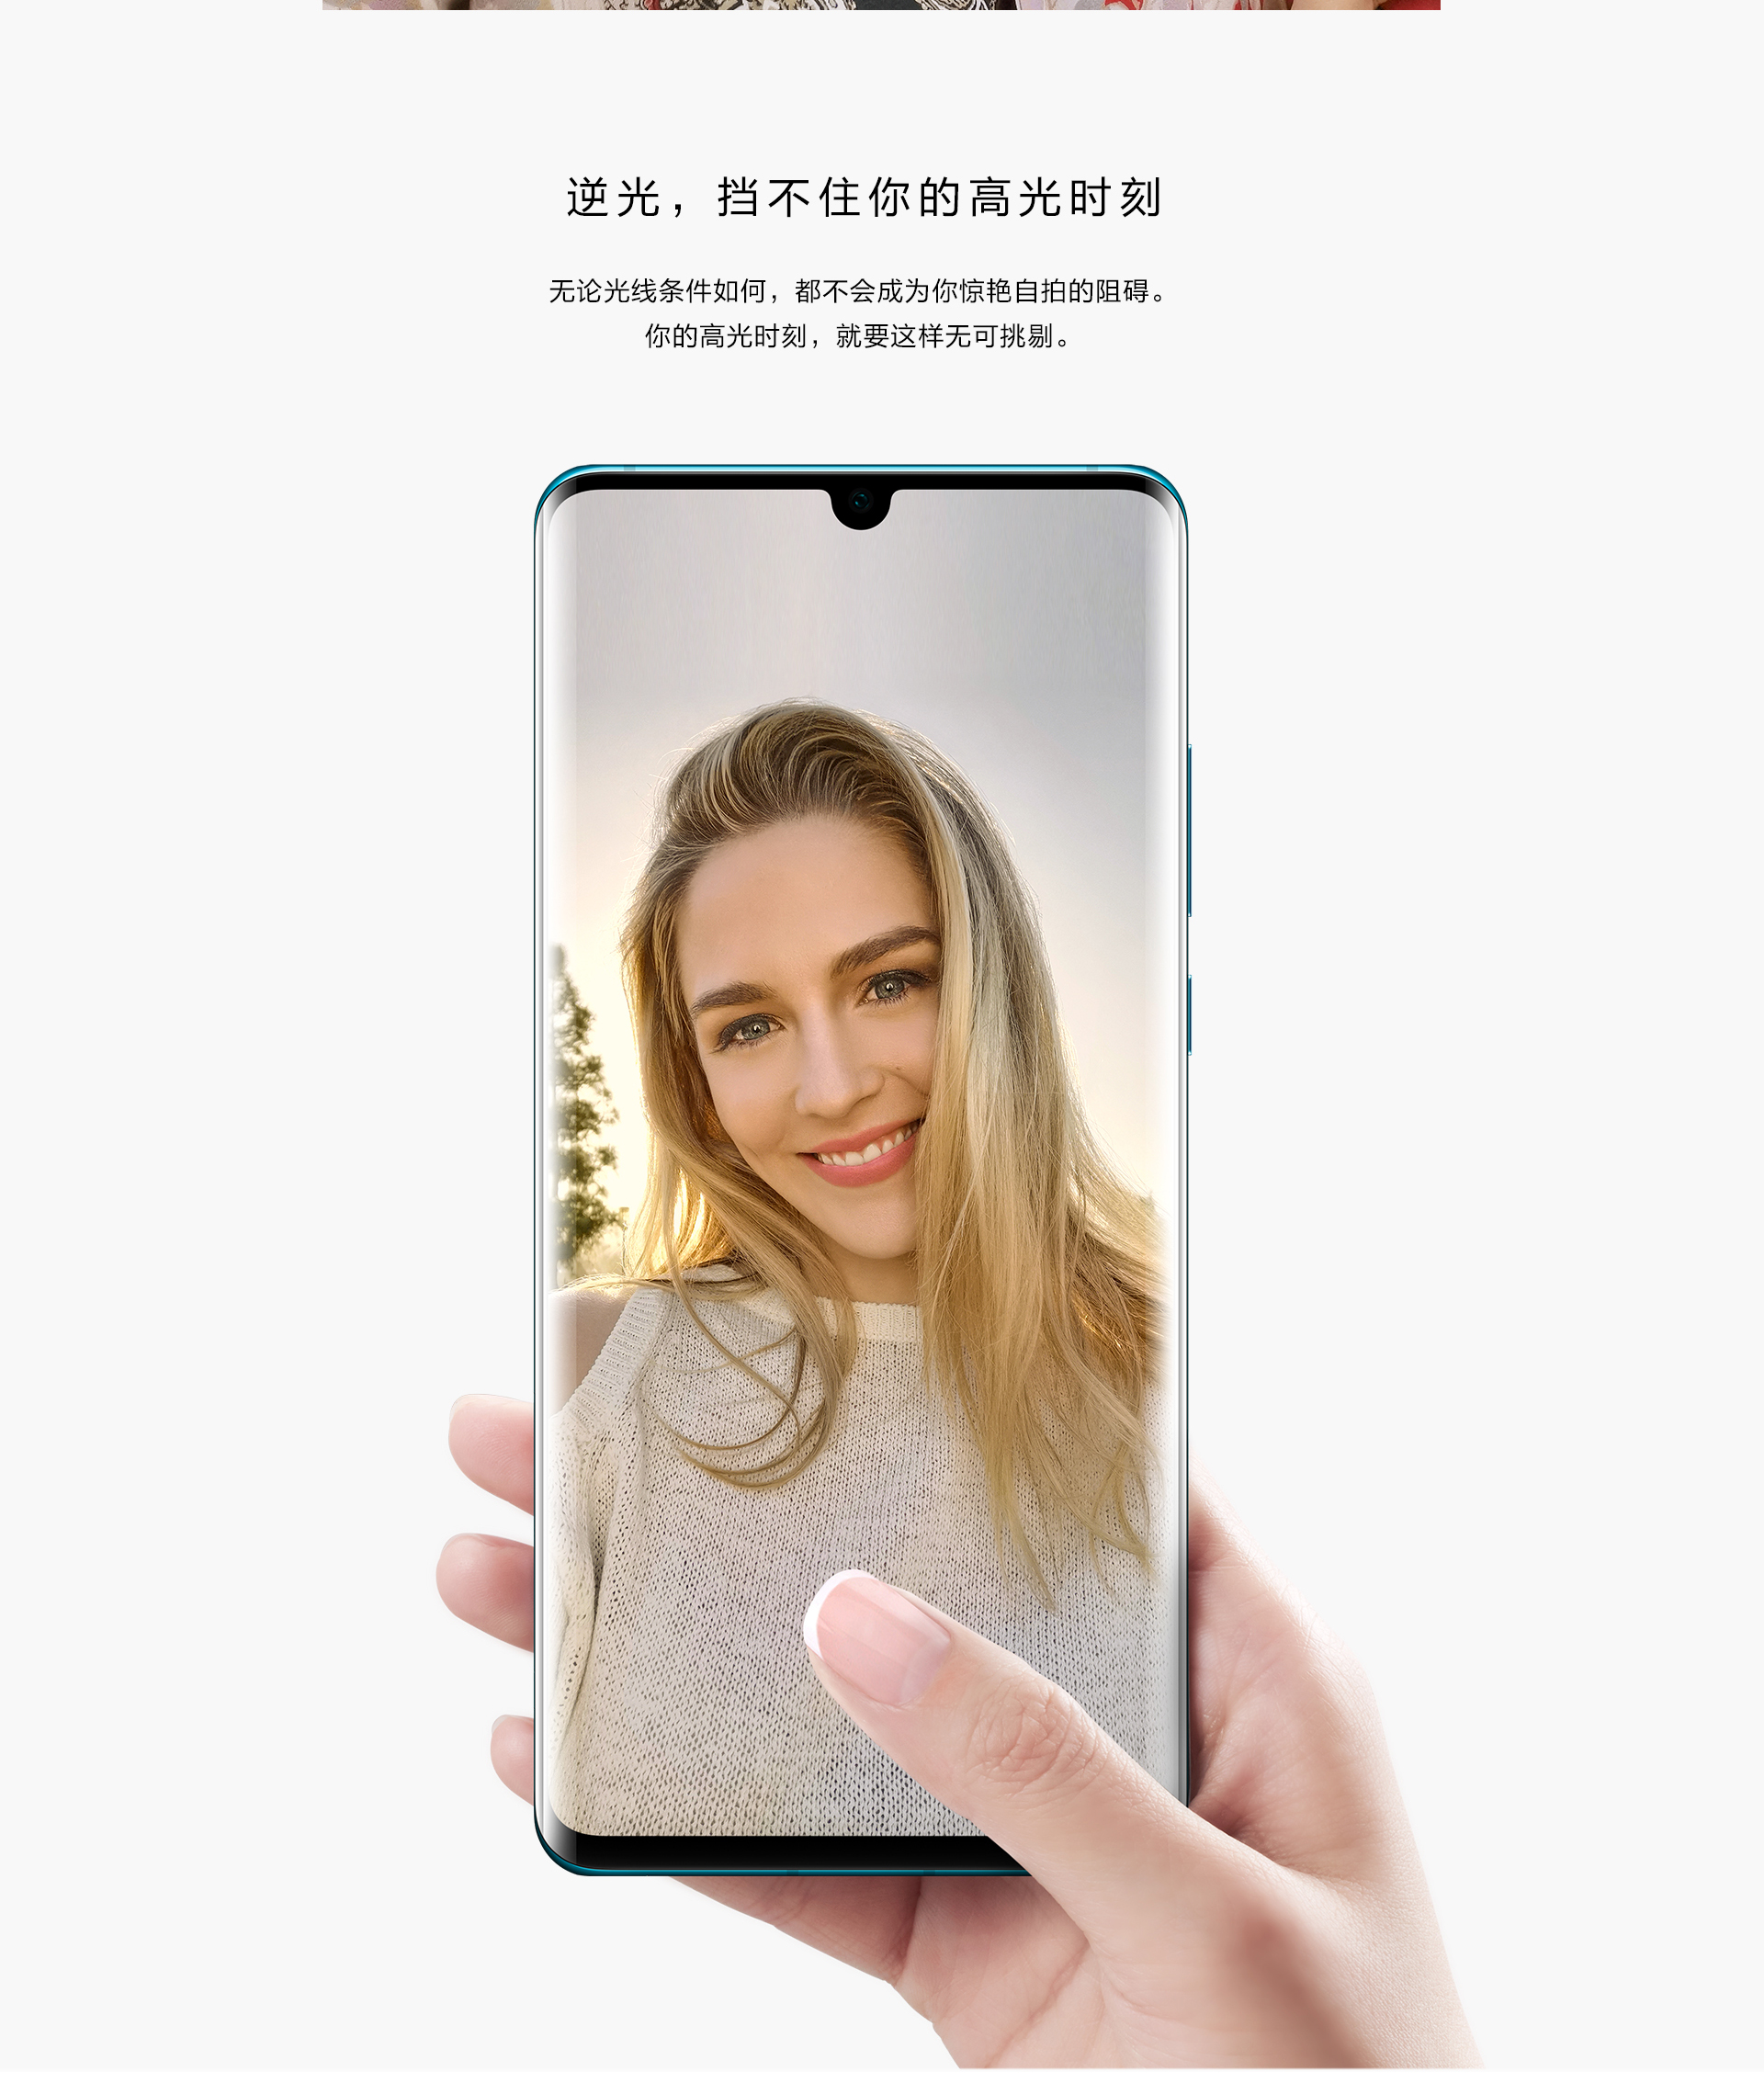 逆光，挡不住你的高光时刻
无论光线条件如何，都不会成为你惊艳自拍的阻碍。
你的高光时刻，就要这样无可挑剔。